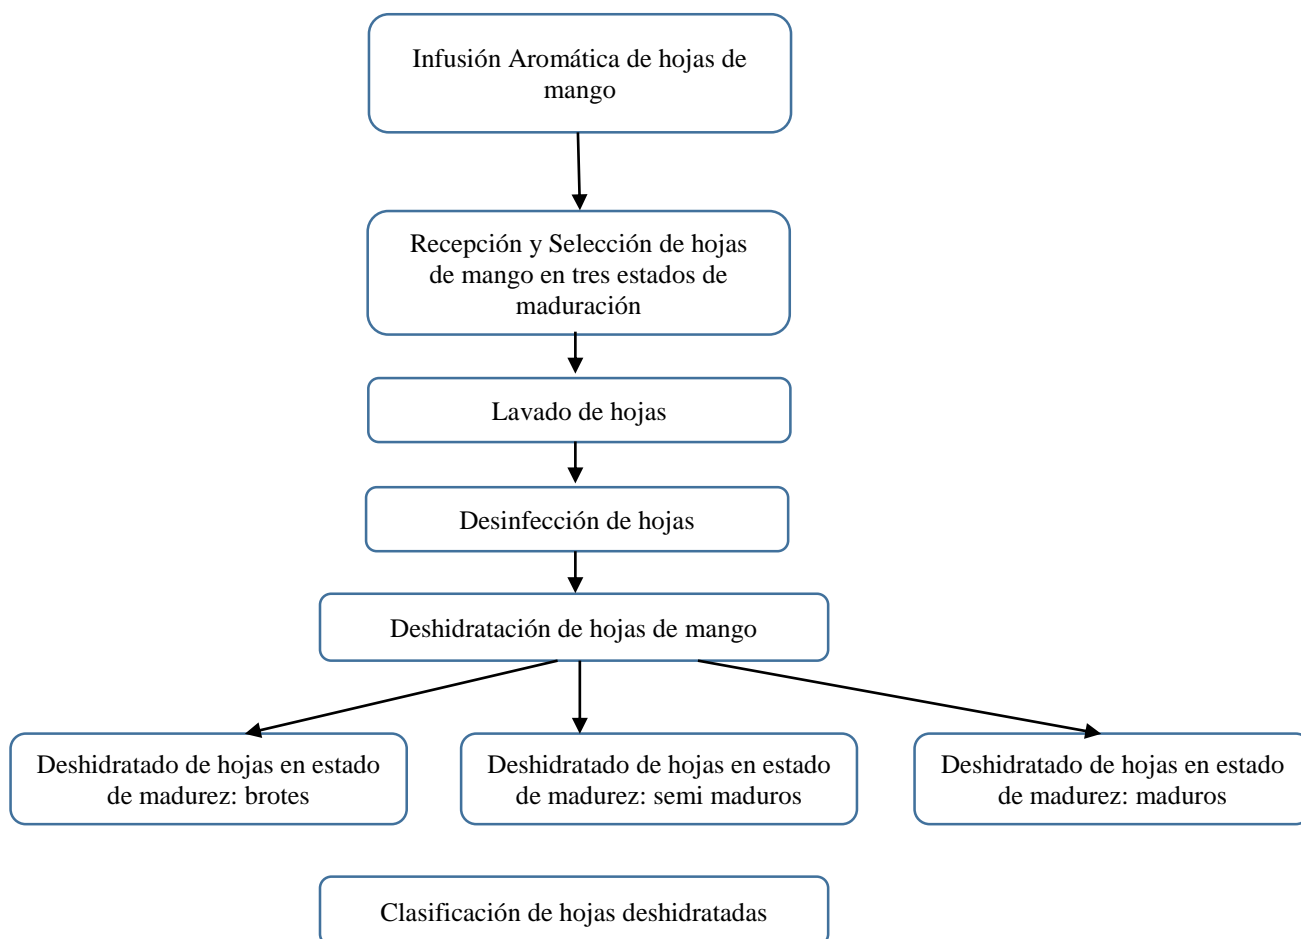 Infusión Aromática de hojas de
mango
Recepción y Selección de hojas
de mango en tres estados de
maduración
Lavado de hojas
Desinfección de hojas
Deshidratación de hojas de mango
Deshidratado de hojas en estado
de madurez: brotes
Deshidratado de hojas en estado
de madurez: semi maduros
Deshidratado de hojas en estado
de madurez: maduros
Clasificación de hojas deshidratadas